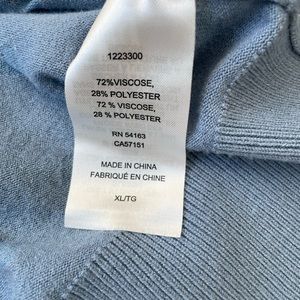 1223300
72%VISCOSE,
28% POLYESTER
72 % VISCOSE,
28 % POLYESTER
RN 54163
CA57151
MADE IN CHINA
FABRIQUÉ EN CHINE
XL/TG